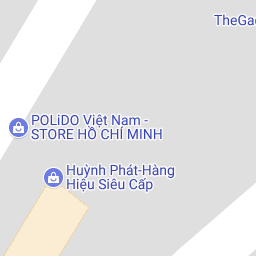 TheGa
POLiDO Việt Nam -
STORE HỒ CHÍ MINH
Huỳnh Phát-Hàng
Hiệu Siêu Cấp